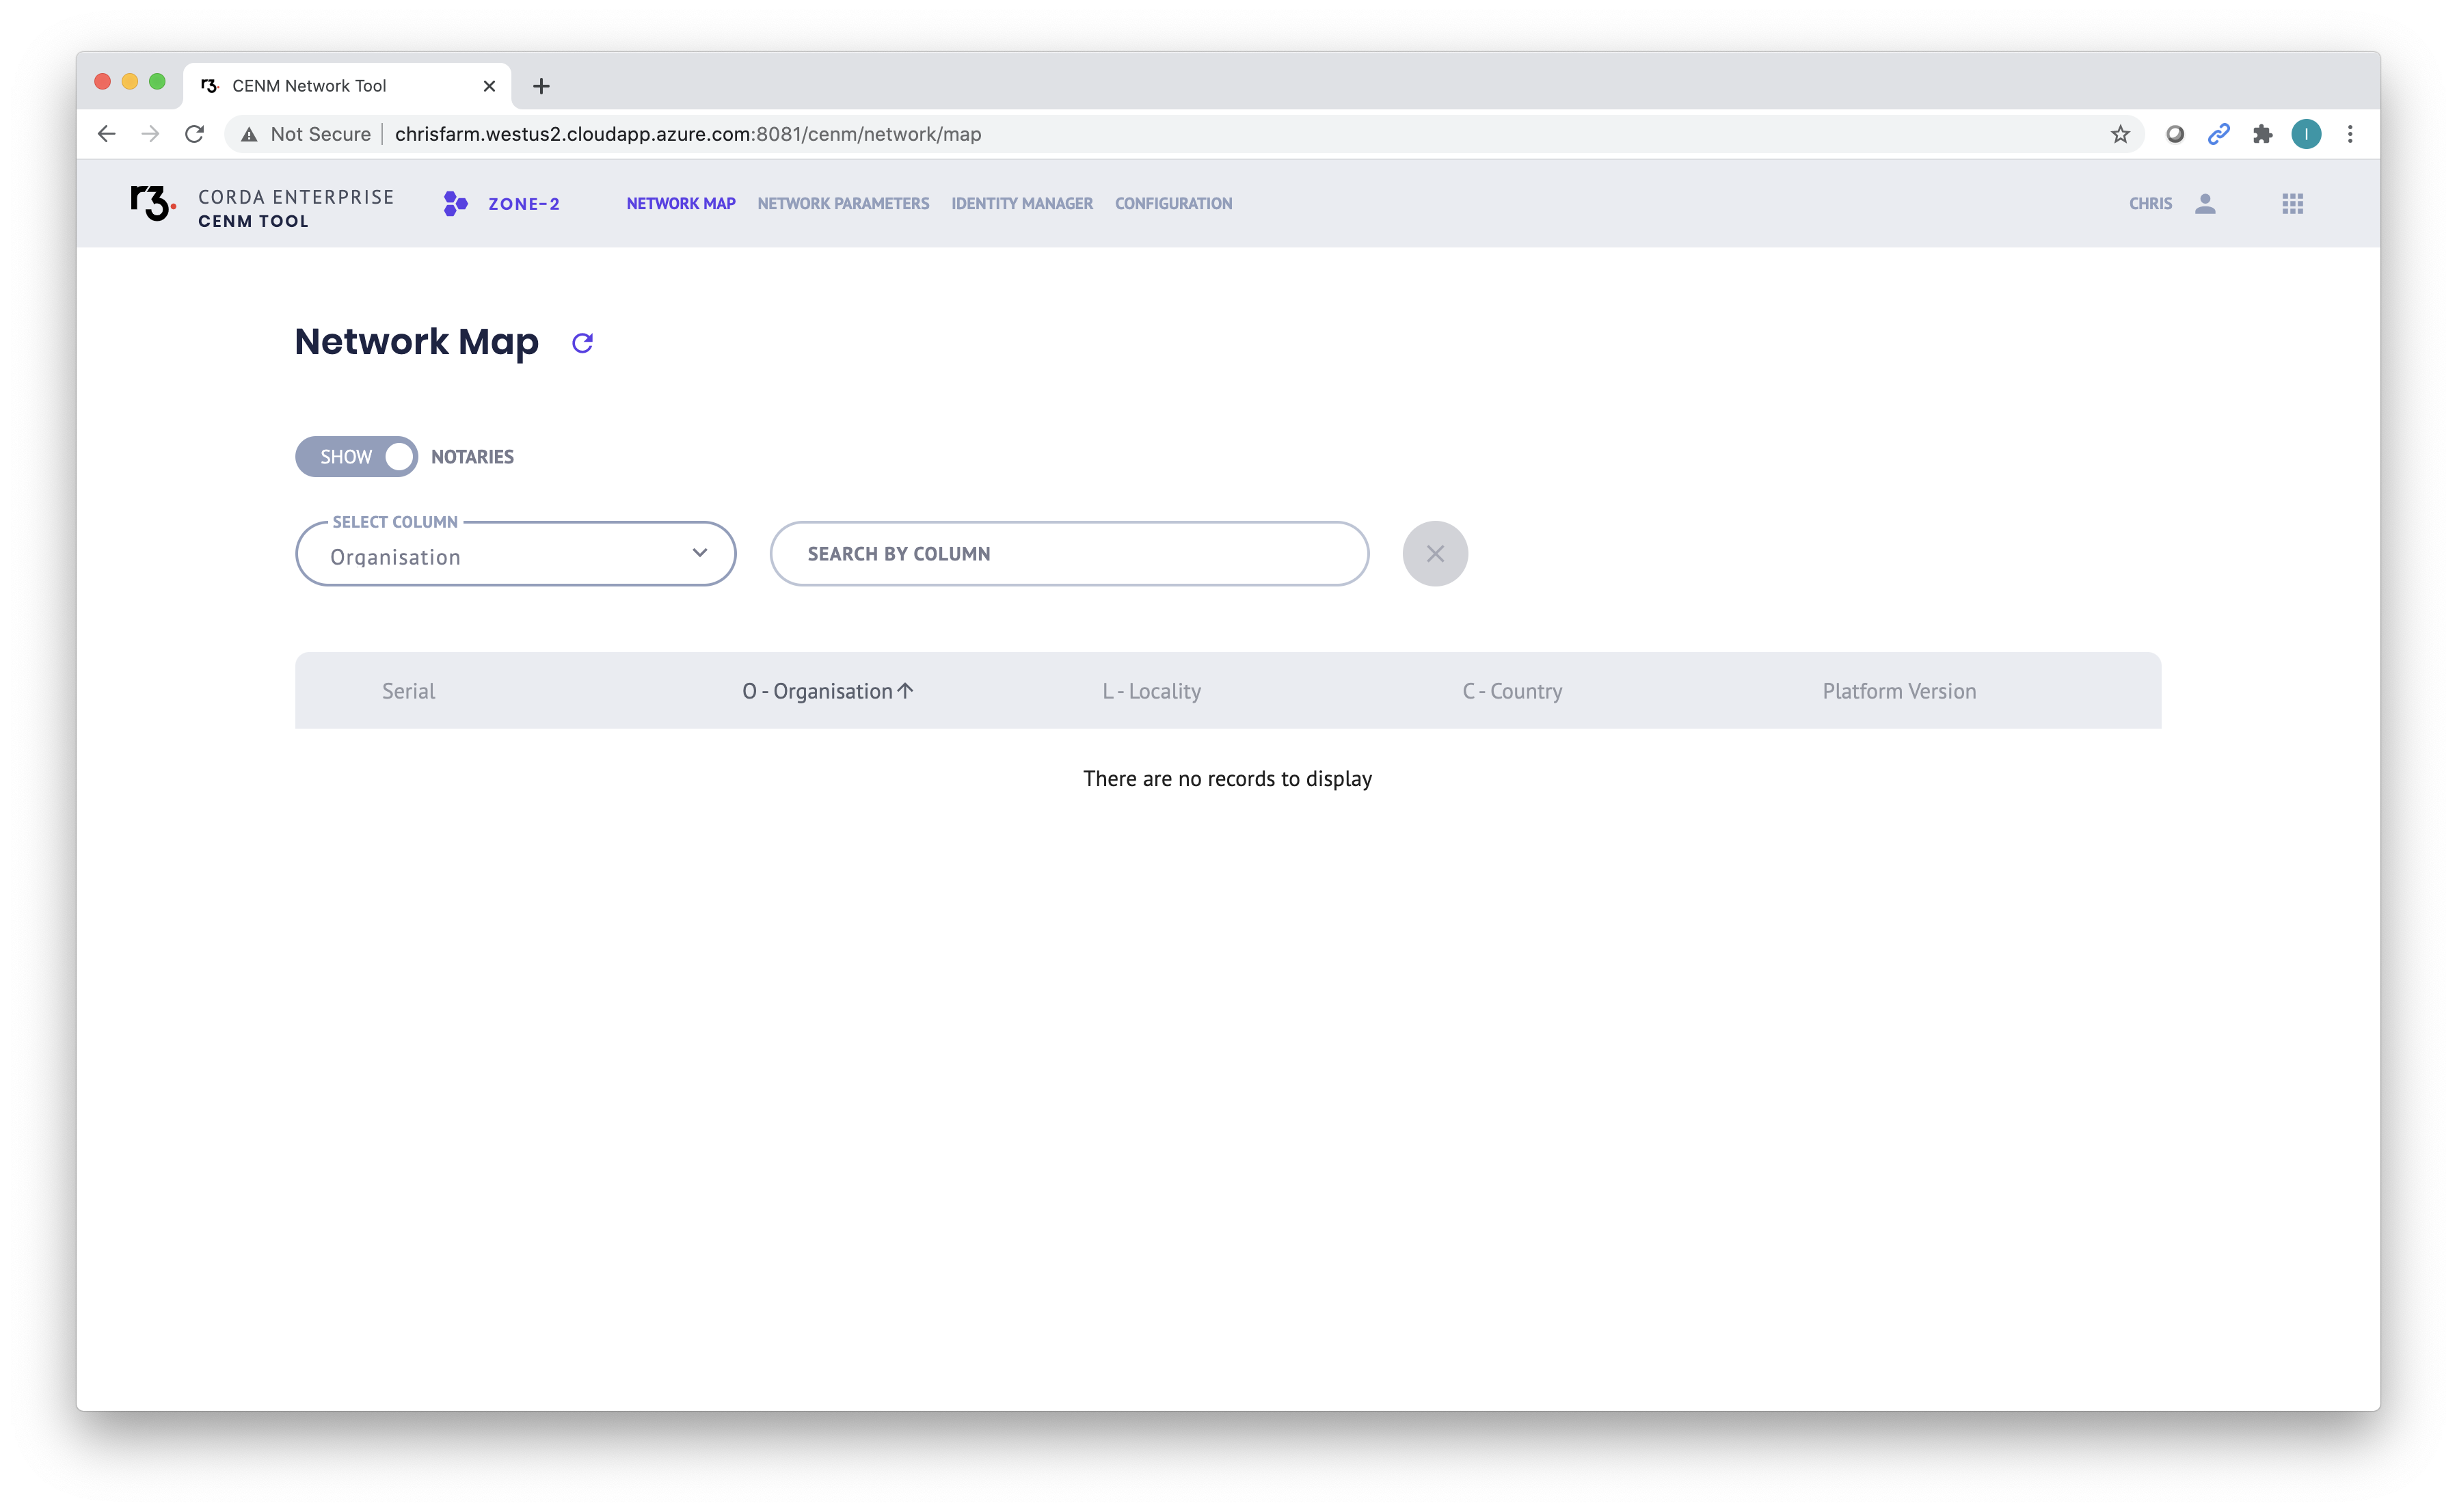 r3. CENM Network Tool
Not Secure chrisfarm.westus2.cloudapp.azure.com:8081/cenm/network/map I
r3. CORDA ENTERPRISE
CENM TOOL
ZONE-2 NETWORK MAP NETWORK PARAMETERS IDENTITY MANAGER CONFIGURATION CHRIS
Network Map
SHOW NOTARIES
SELECT COLUMN
Organisation SEARCH BY COLUMN
Serial O - Organisation L - Locality C - Country Platform Version
There are no records to display